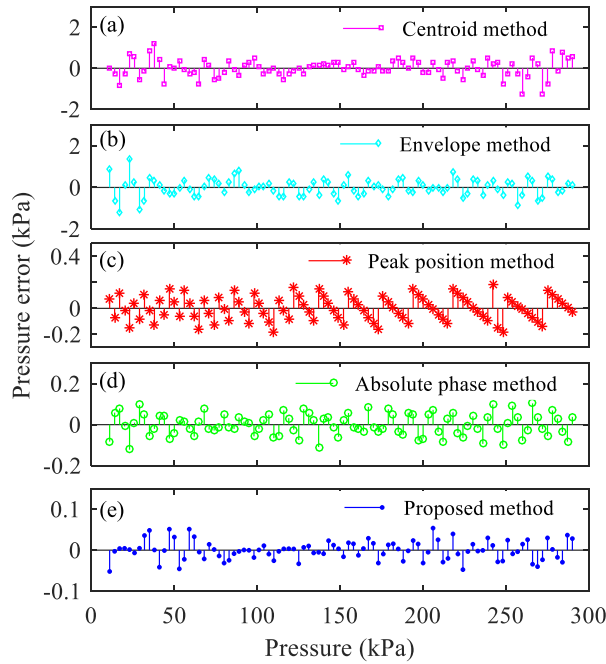 (a) Centroid method
2
0
-2
(b) Envelope method
2
0
-2
(c) Peak position method
0.4
0
-0.2
(d) Absolute phase method
0.2
0
-0.2
(e) Proposed method
0.1
0
-0.1
0 50 100 150 200 250 300
Pressure (kPa)
Pressure error (kPa)